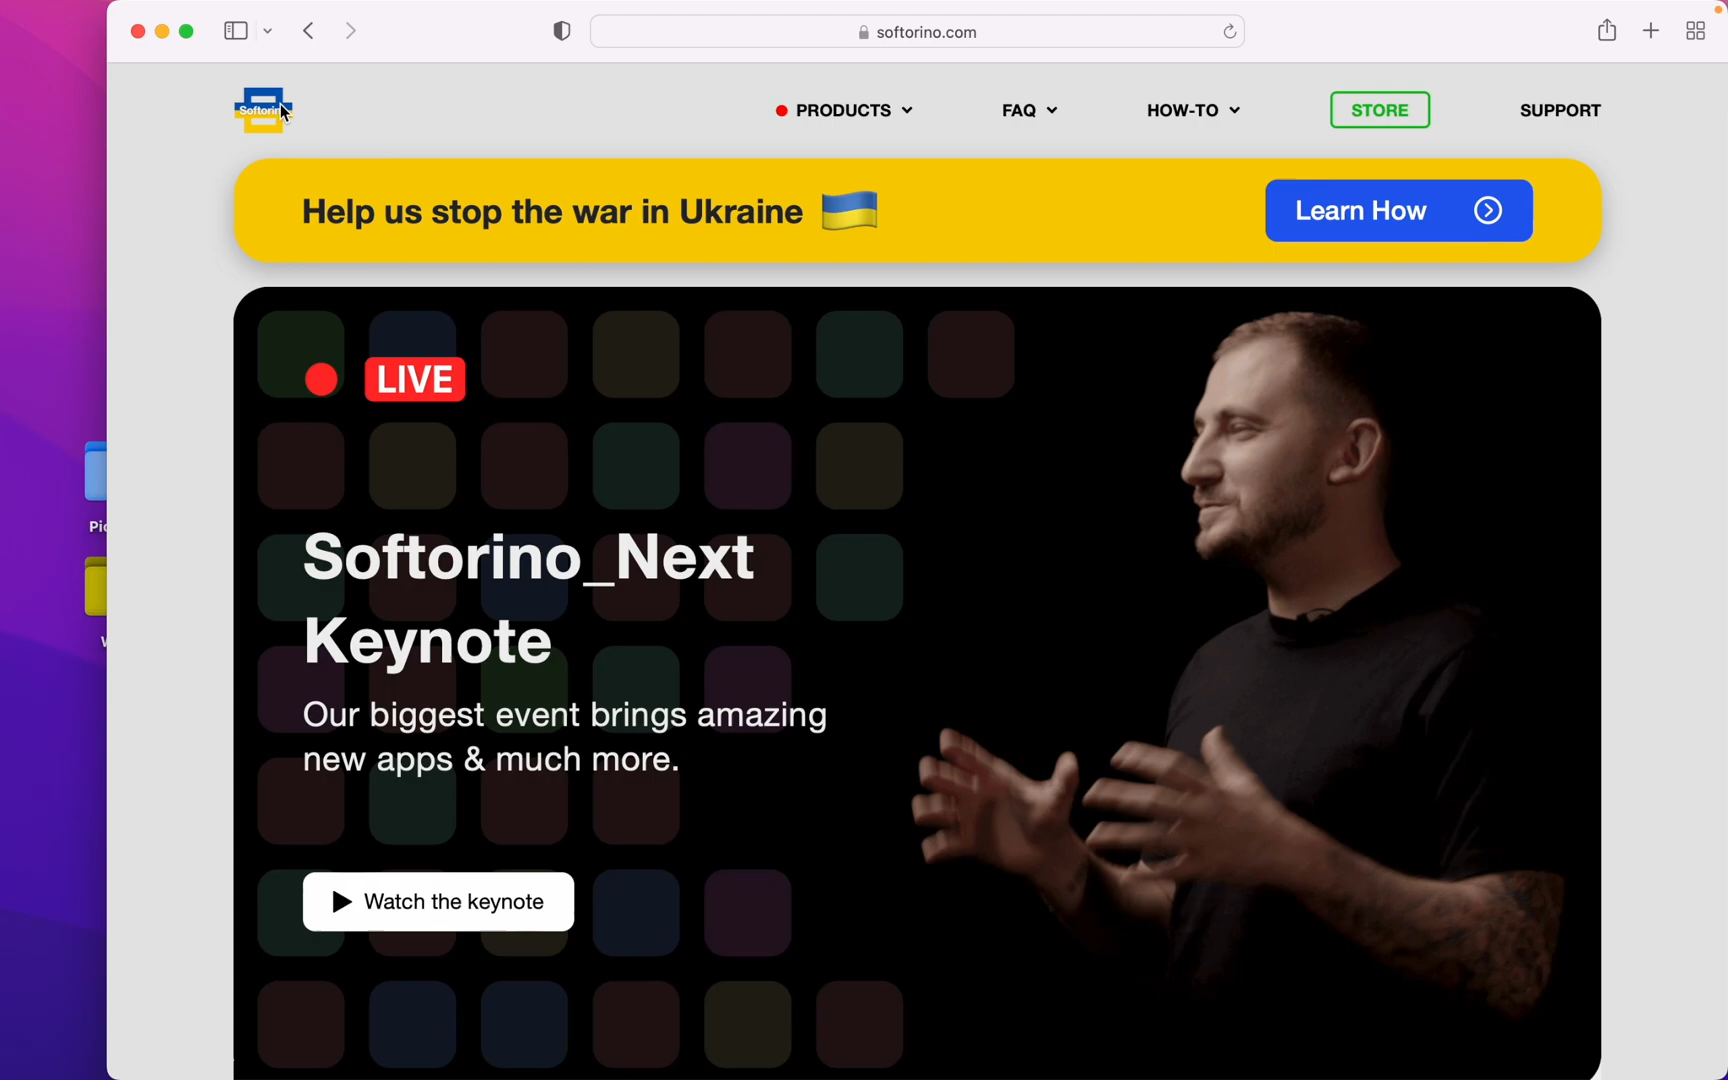 softorino.com
Softorin
PRODUCTS
FAQ
HOW-TO
STORE
SUPPORT
Help us stop the war in Ukraine
Learn How
LIVE
Softorino_Next
Keynote
Our biggest event brings amazing
new apps & much more.
Watch the keynote